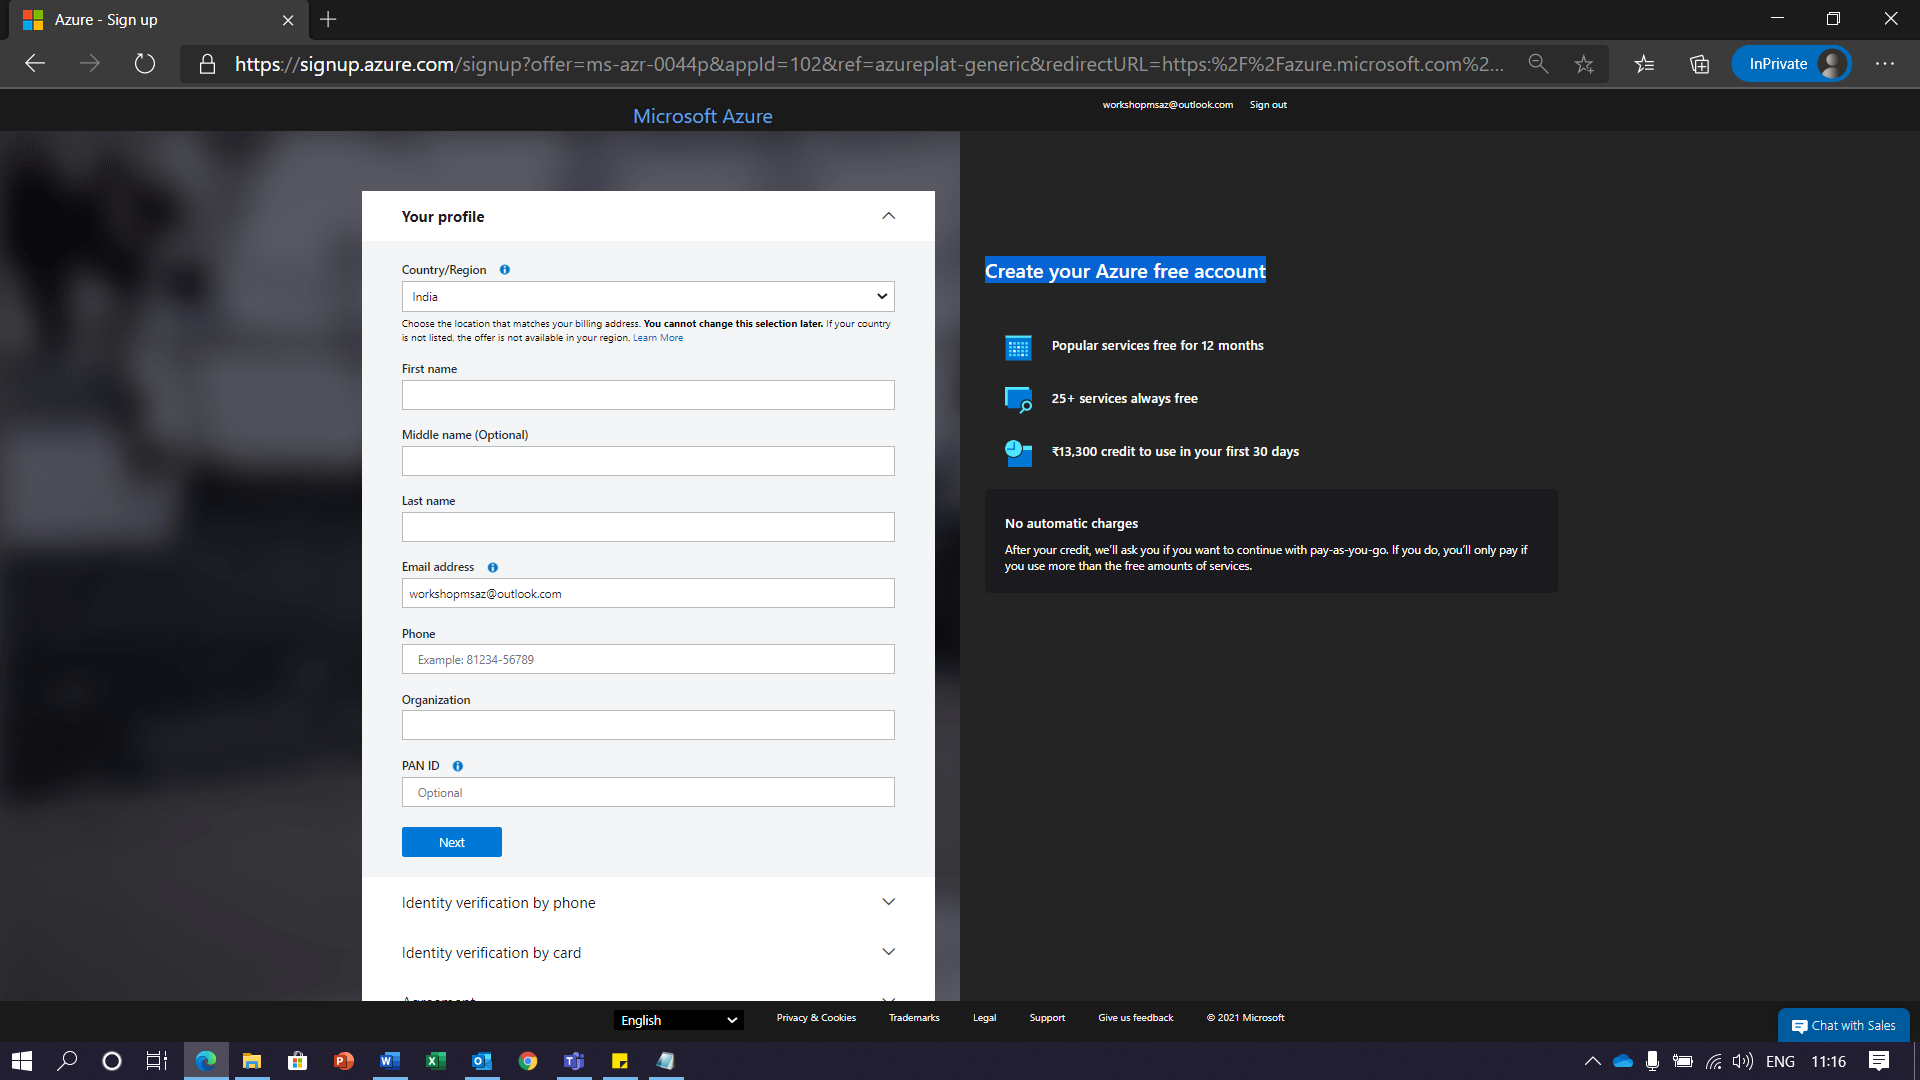 Azure - Sign up
https://signup.azure.com/signup?offer=ms-azr-0044p&appId=102&ref=azureplat-generic&redirectURL=https:%2F%2Fazure.microsoft.com%2...
InPrivate
Microsoft Azure
workshopmsaz@outlook.com
Sign out
Your profile
Country/Region
India
Choose the location that matches your billing address. You cannot change this selection later. If your country
is not listed, the offer is not available in your region. Learn More
First name
Middle name (Optional)
Last name
Email address
workshopmsaz@outlook.com
Phone
Example: 81234-56789
Organization
PAN ID
Optional
Next
Identity verification by phone
Identity verification by card
Agreement
Create your Azure free account
Popular services free for 12 months
25+ services always free
₹13,300 credit to use in your first 30 days
No automatic charges
After your credit, we'll ask you if you want to continue with pay-as-you-go. If you do, you'll only pay if
you use more than the free amounts of services.
English
Privacy & Cookies
Trademarks
Legal
Support
Give us feedback
© 2021 Microsoft
Chat with Sales
ENG
11:16